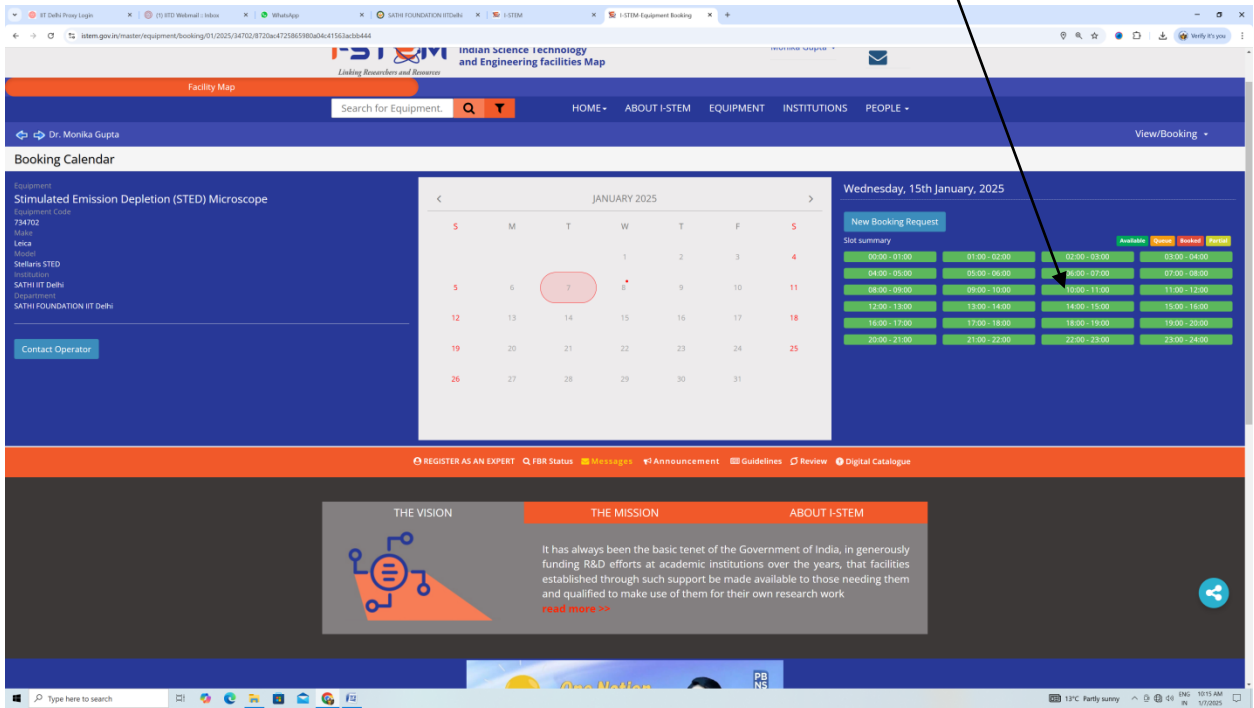 IIT Delhi Proxy Login
(1) IITD Webmail :: Inbox
WhatsApp
SATHI FOUNDATION IITDelhi
I-STEM
I-STEM-Equipment Booking
istem.gov.in/master/equipment/booking/01/2025/34702/8720ac4725865980a04c41563acbb444
Verify it's you
I-STEM
Linking Researchers and Resources
Indian Science Technology
and Engineering facilities Map
Monika Gupta
Facility Map
Search for Equipment.
HOME
ABOUT I-STEM
EQUIPMENT
INSTITUTIONS
PEOPLE
Dr. Monika Gupta
View/Booking
Booking Calendar
Equipment
Stimulated Emission Depletion (STED) Microscope
Equipment Code
734702
Make
Leica
Model
Stellaris STED
Institution
SATHI IIT Delhi
Department
SATHI FOUNDATION IIT Delhi
Contact Operator
< JANUARY 2025 >
S M T W T F S
1 2 3 4
5 6 7 8 9 10 11
12 13 14 15 16 17 18
19 20 21 22 23 24 25
26 27 28 29 30 31
Wednesday, 15th January, 2025
New Booking Request
Slot summary
Available Queue Booked Partial
00:00 - 01:00 01:00 - 02:00 02:00 - 03:00 03:00 - 04:00
04:00 - 05:00 05:00 - 06:00 06:00 - 07:00 07:00 - 08:00
08:00 - 09:00 09:00 - 10:00 10:00 - 11:00 11:00 - 12:00
12:00 - 13:00 13:00 - 14:00 14:00 - 15:00 15:00 - 16:00
16:00 - 17:00 17:00 - 18:00 18:00 - 19:00 19:00 - 20:00
20:00 - 21:00 21:00 - 22:00 22:00 - 23:00 23:00 - 24:00
REGISTER AS AN EXPERT FBR Status Messages Announcement Guidelines Review Digital Catalogue
THE VISION
THE MISSION
ABOUT I-STEM
It has always been the basic tenet of the Government of India, in generously
funding R&D efforts at academic institutions over the years, that facilities
established through such support be made available to those needing them
and qualified to make use of them for their own research work
read more >>
One Nation
PB
NS
Type here to search
13°C Partly sunny
ENG
IN
10:15 AM
1/7/2025